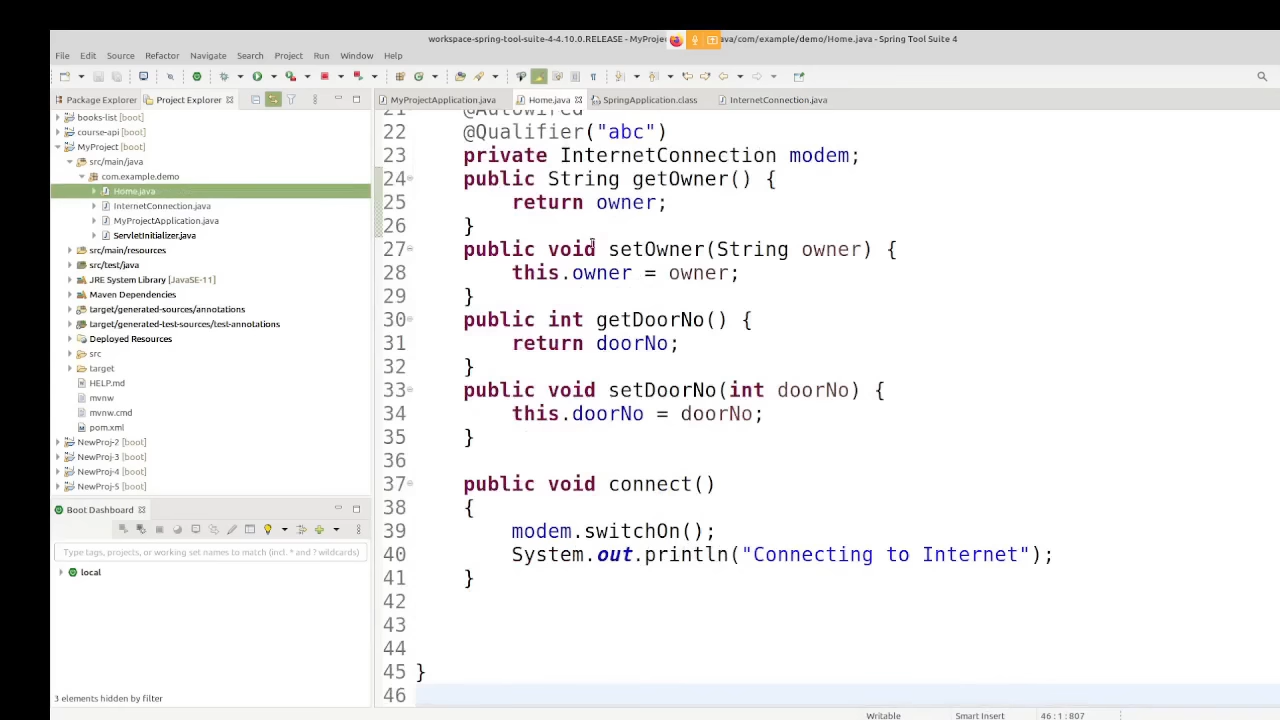 workspace-spring-tool-suite-4-4.10.0.RELEASE - MyProje ava/com/example/demo/Home.java - Spring Tool Suite 4
File Edit Source Refactor Navigate Search Project Run Window Help
Package Explorer Project Explorer
MyProjectApplication.java Home.java SpringApplication.class InternetConnection.java
books-list [boot]
course-api [boot]
MyProject [boot]
src/main/java
com.example.demo
Home.java
InternetConnection.java
MyProjectApplication.java
ServletInitializer.java
src/main/resources
src/test/java
JRE System Library [JavaSE-11]
Maven Dependencies
target/generated-sources/annotations
target/generated-test-sources/test-annotations
Deployed Resources
src
target
HELP.md
mvnw
mvnw.cmd
pom.xml
NewProj-2 [boot]
NewProj-3 [boot]
NewProj-4 [boot]
NewProj-5 [boot]
Boot Dashboard
Type tags, projects, or working set names to match (incl. * and ? wildcards)
local
3 elements hidden by filter
21 @Autowired
22 @Qualifier("abc")
23 private InternetConnection modem;
24 public String getOwner() {
25 return owner;
26 }
27 public void setOwner(String owner) {
28 this.owner = owner;
29 }
30 public int getDoorNo() {
31 return doorNo;
32 }
33 public void setDoorNo(int doorNo) {
34 this.doorNo = doorNo;
35 }
36
37 public void connect()
38 {
39 modem.switchOn();
40 System.out.println("Connecting to Internet");
41 }
42
43
44
45 }
46
Writable Smart Insert 46 : 1 : 807